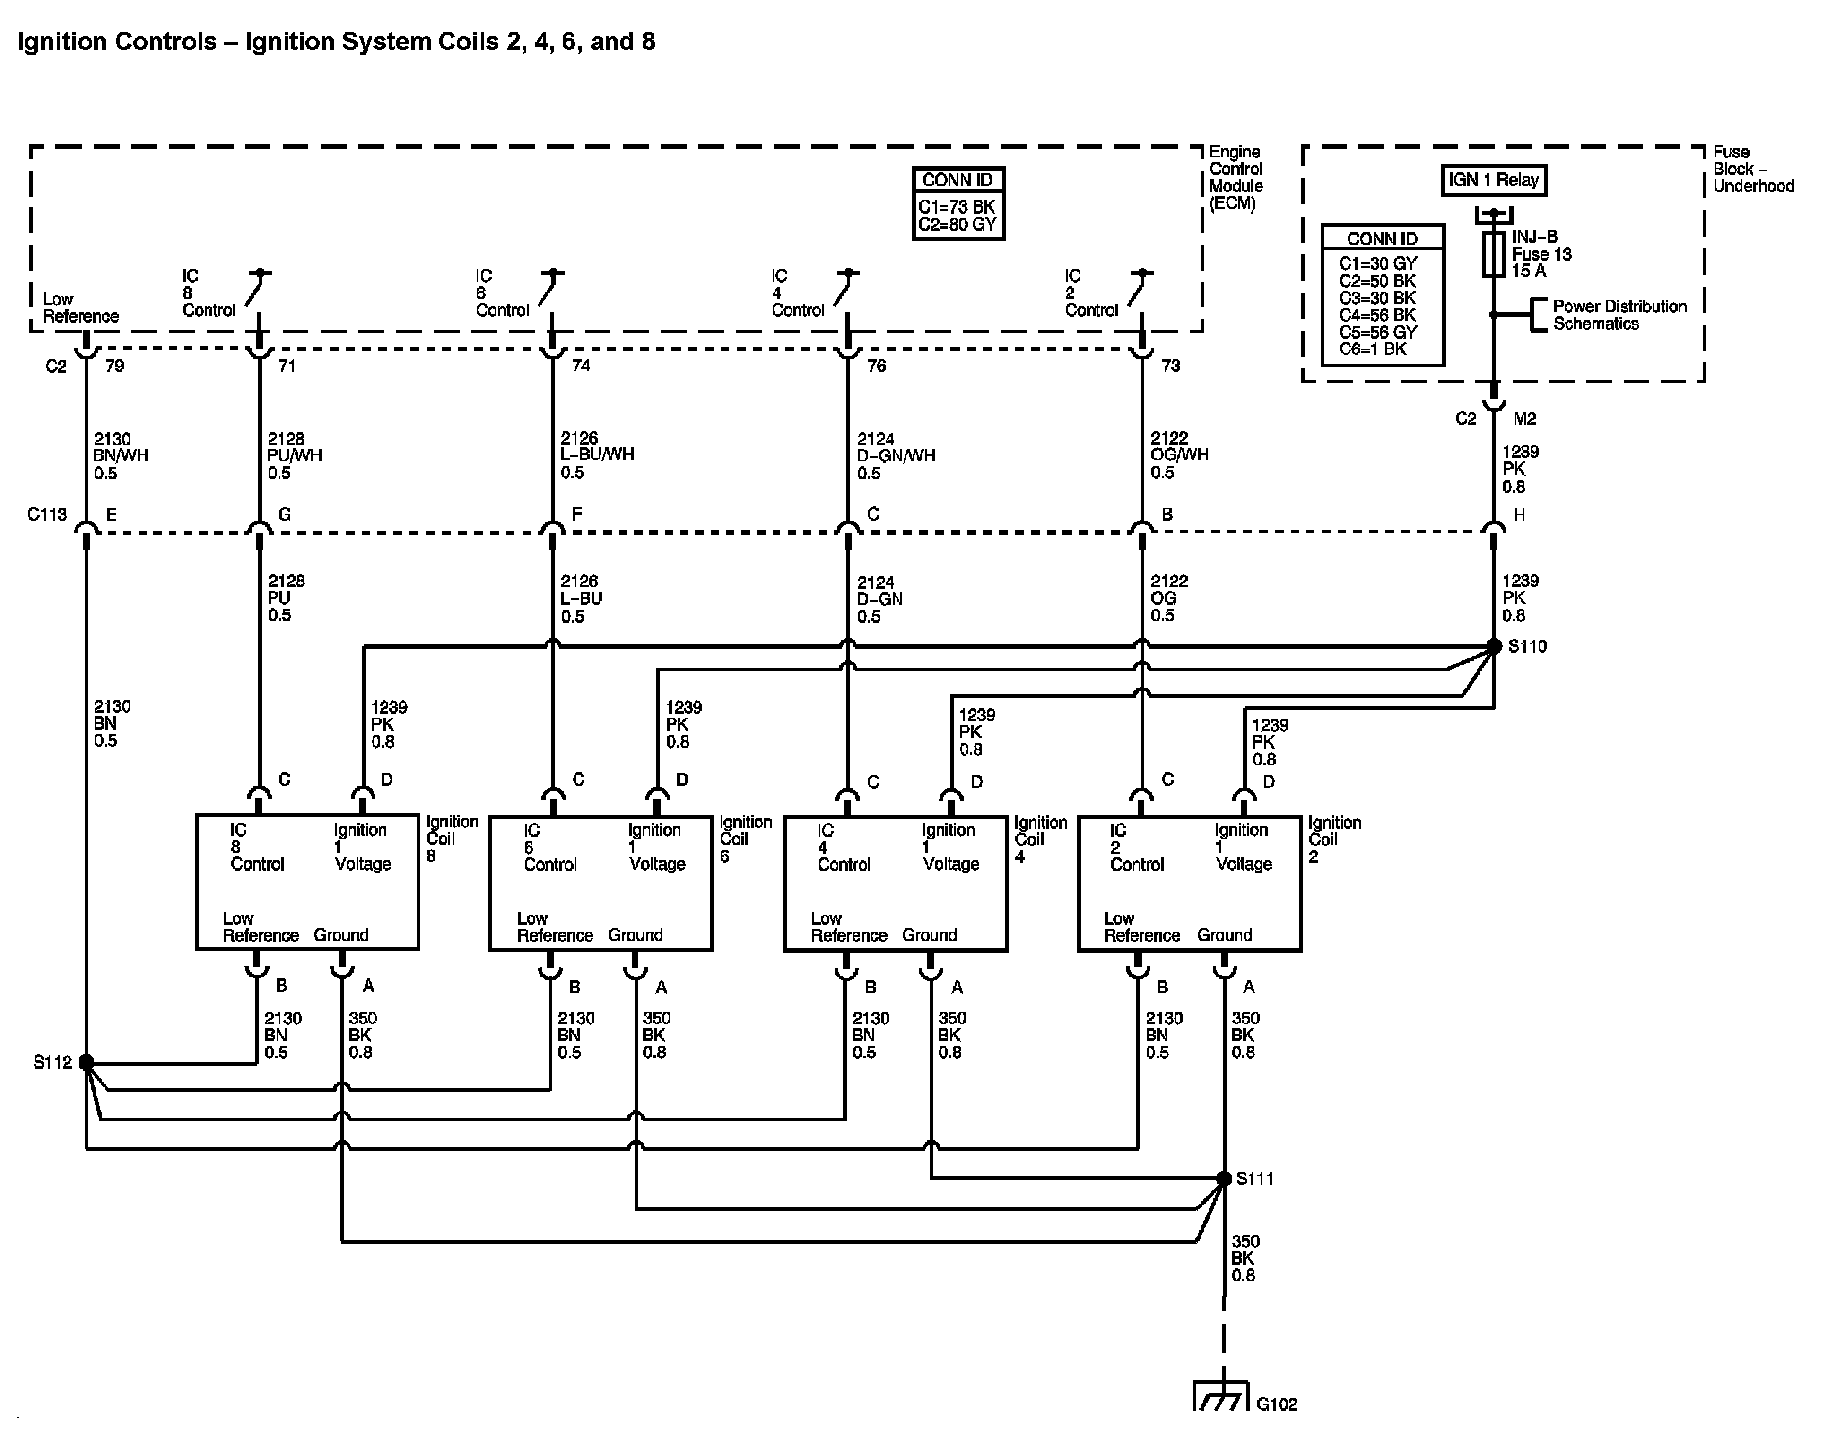 Ignition Controls – Ignition System Coils 2, 4, 6, and 8
Engine
Control
Module
(ECM)
CONN ID
C1=73 BK
C2=80 GY
Fuse
Block –
Underhood
IGN 1 Relay
INJ–B
Fuse 13
15 A
CONN ID
C1=30 GY
C2=50 BK
C3=30 BK
C4=56 BK
C5=56 GY
C6=1 BK
Power Distribution
Schematics
Low
Reference
IC
8
Control
IC
6
Control
IC
4
Control
IC
2
Control
C2 79 71 74 76 73
C2 M2
2130
BN/WH
0.5
2128
PU/WH
0.5
2126
L–BU/WH
0.5
2124
D–GN/WH
0.5
2122
OG/WH
0.5
1239
PK
0.8
C113 E G F C B H
2128
PU
0.5
2126
L–BU
0.5
2124
D–GN
0.5
2122
OG
0.5
1239
PK
0.8
S110
2130
BN
0.5
1239
PK
0.8
1239
PK
0.8
1239
PK
0.8
1239
PK
0.8
C D C D C D C D
IC
8
Control
Ignition
1
Voltage
Low
Reference
Ground
Ignition
Coil
8
IC
6
Control
Ignition
1
Voltage
Low
Reference
Ground
Ignition
Coil
6
IC
4
Control
Ignition
1
Voltage
Low
Reference
Ground
Ignition
Coil
4
IC
2
Control
Ignition
1
Voltage
Low
Reference
Ground
Ignition
Coil
2
B A B A B A B A
2130
BN
0.5
350
BK
0.8
2130
BN
0.5
350
BK
0.8
2130
BN
0.5
350
BK
0.8
2130
BN
0.5
350
BK
0.8
S112
S111
350
BK
0.8
G102